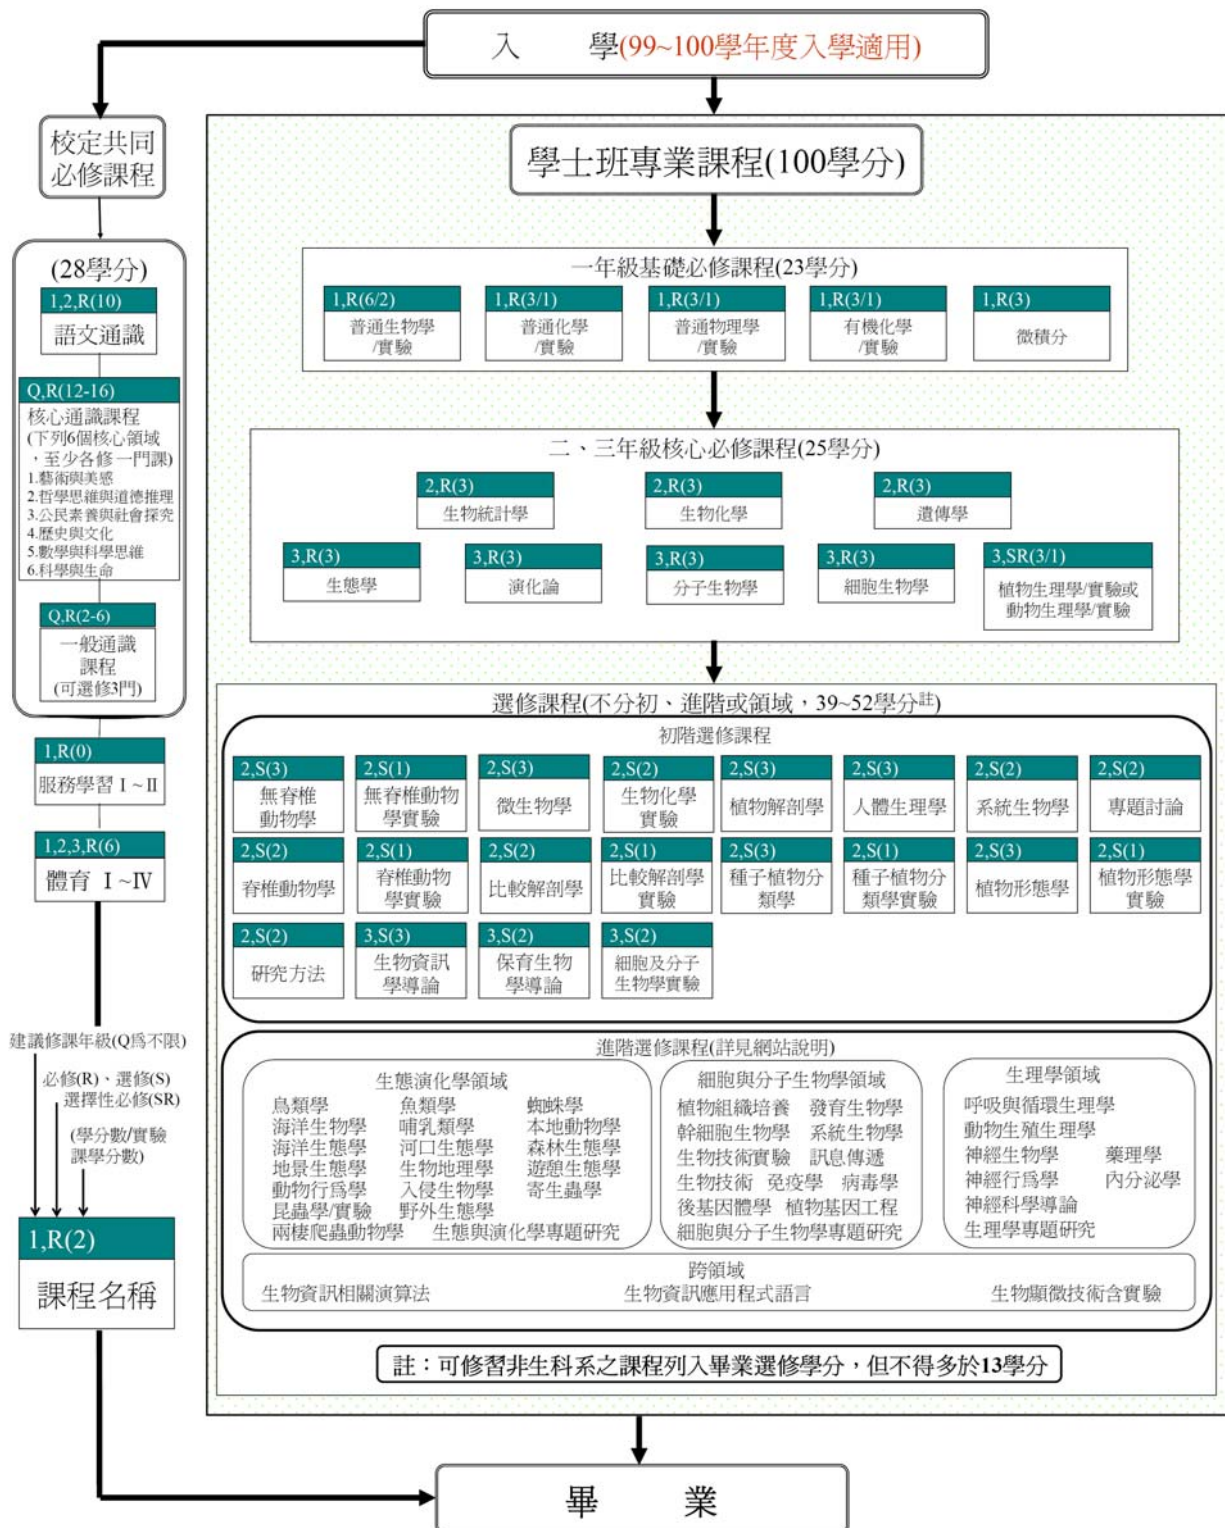 入 學(99~100學年度入學適用)
校定共同
必修課程
(28學分)
1,2,R(10)
語文通識
Q,R(12-16)
核心通識課程
(下列6個核心領域
，至少各修一門課)
1.藝術與美感
2.哲學思維與道德推理
3.公民素養與社會探究
4.歷史與文化
5.數學與科學思維
6.科學與生命
Q,R(2-6)
一般通識
課程
(可選修3門)
1,R(0)
服務學習 I ~ II
1,2,3,R(6)
體育 I ~IV
建議修課年級(Q為不限)
必修(R)、選修(S)
選擇性必修(SR)
(學分數/實驗
課學分數)
1,R(2)
課程名稱
學士班專業課程(100學分)
一年級基礎必修課程(23學分)
1,R(6/2)
普通生物學
/實驗
1,R(3/1)
普通化學
/實驗
1,R(3/1)
普通物理學
/實驗
1,R(3/1)
有機化學
/實驗
1,R(3)
微積分
二、三年級核心必修課程(25學分)
2,R(3)
生物統計學
2,R(3)
生物化學
2,R(3)
遺傳學
3,R(3)
生態學
3,R(3)
演化論
3,R(3)
分子生物學
3,R(3)
細胞生物學
3,SR(3/1)
植物生理學/實驗或
動物生理學/實驗
選修課程(不分初、進階或領域，39~52學分註)
初階選修課程
2,S(3)
無脊椎
動物學
2,S(1)
無脊椎動物
學實驗
2,S(3)
微生物學
2,S(2)
生物化學
實驗
2,S(3)
植物解剖學
2,S(3)
人體生理學
2,S(2)
系統生物學
2,S(2)
專題討論
2,S(2)
脊椎動物學
2,S(1)
脊椎動物
學實驗
2,S(2)
比較解剖學
2,S(1)
比較解剖學
實驗
2,S(3)
種子植物分
類學
2,S(1)
種子植物分
類學實驗
2,S(3)
植物形態學
2,S(1)
植物形態學
實驗
2,S(2)
研究方法
3,S(3)
生物資訊
學導論
3,S(2)
保育生物
學導論
3,S(2)
細胞及分子
生物學實驗
進階選修課程(詳見網站說明)
生態演化學領域
鳥類學 魚類學 蜘蛛學
海洋生物學 哺乳類學 本地動物學
海洋生態學 河口生態學 森林生態學
地景生態學 生物地理學 遊憩生態學
動物行為學 入侵生物學 寄生蟲學
昆蟲學/實驗 野外生態學
兩棲爬蟲動物學 生態與演化學專題研究
細胞與分子生物學領域
植物組織培養 發育生物學
幹細胞生物學 系統生物學
生物技術實驗 訊息傳遞
生物技術 免疫學 病毒學
後基因體學 植物基因工程
細胞與分子生物學專題研究
生理學領域
呼吸與循環生理學
動物生殖生理學
神經生物學 藥理學
神經行為學 內分泌學
神經科學導論
生理學專題研究
跨領域
生物資訊相關演算法 生物資訊應用程式語言 生物顯微技術含實驗
註：可修習非生科系之課程列入畢業選修學分，但不得多於13學分
畢 業